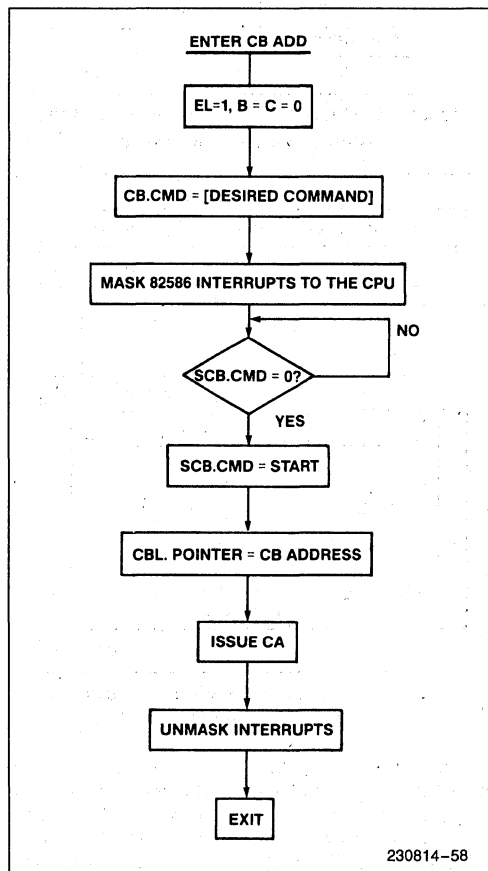 ENTER CB ADD
EL=1, B = C = 0
CB.CMD = [DESIRED COMMAND]
MASK 82586 INTERRUPTS TO THE CPU
NO
SCB.CMD = 0?
YES
SCB.CMD = START
CBL. POINTER = CB ADDRESS
ISSUE CA
UNMASK INTERRUPTS
EXIT
230814–58